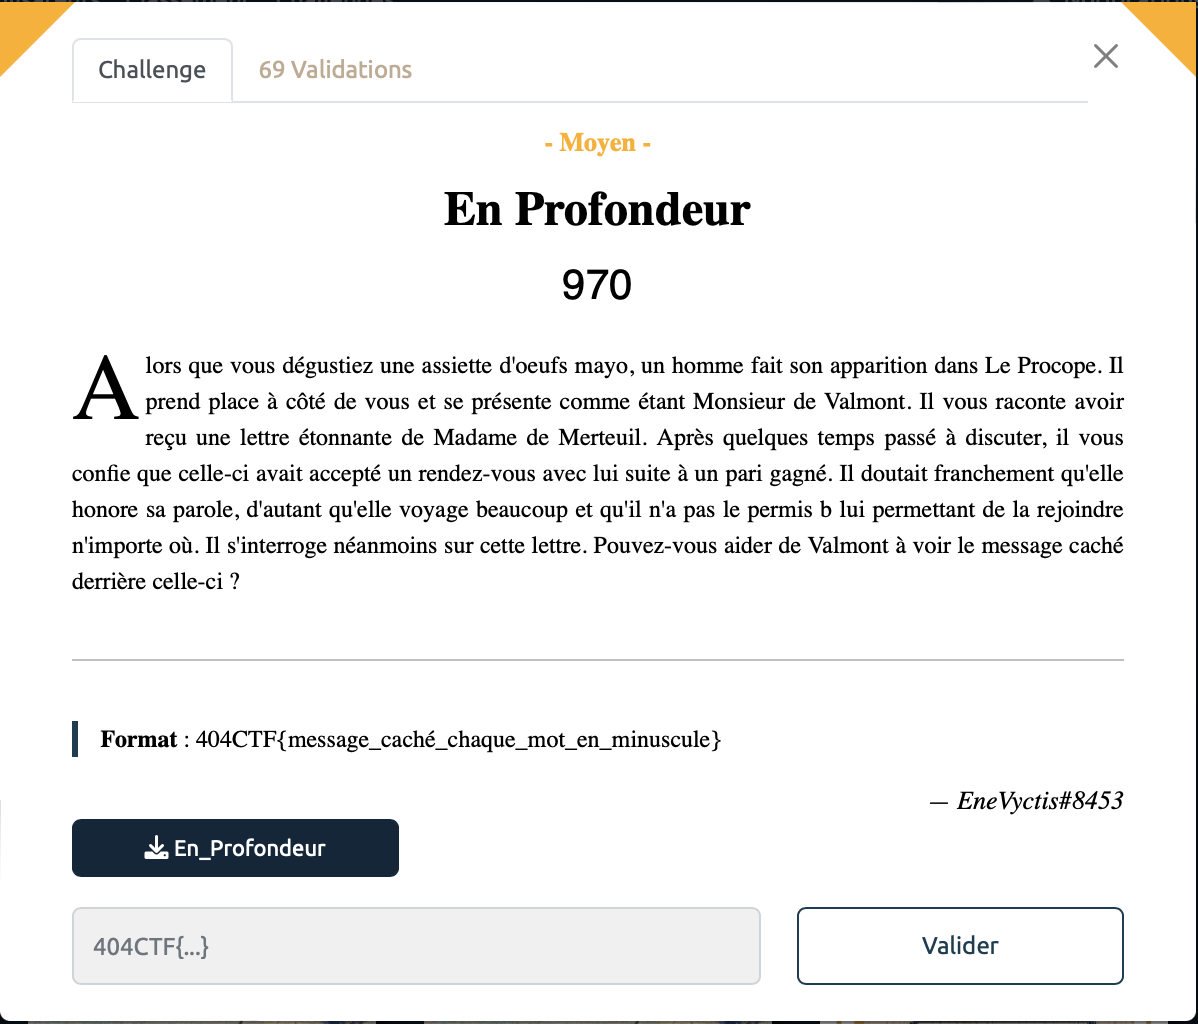 Challenge
69 Validations
- Moyen -
En Profondeur
970
Alors que vous dégustiez une assiette d'oeufs mayo, un homme fait son apparition dans Le Procope. Il
prend place à côté de vous et se présente comme étant Monsieur de Valmont. Il vous raconte avoir
reçu une lettre étonnante de Madame de Merteuil. Après quelques temps passé à discuter, il vous
confie que celle-ci avait accepté un rendez-vous avec lui suite à un pari gagné. Il doutait franchement qu'elle
honore sa parole, d'autant qu'elle voyage beaucoup et qu'il n'a pas le permis b lui permettant de la rejoindre
n'importe où. Il s'interroge néanmoins sur cette lettre. Pouvez-vous aider de Valmont à voir le message caché
derrière celle-ci ?
Format : 404CTF{message_caché_chaque_mot_en_minuscule}
— EneVyctis#8453
En_Profondeur
404CTF{...}
Valider